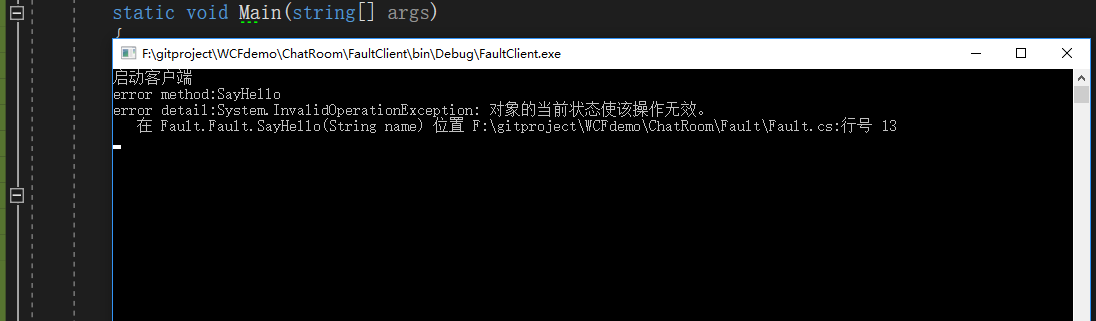 static void Main(string[] args)
{
F:\gitproject\WCFdemo\ChatRoom\FaultClient\bin\Debug\FaultClient.exe
启动客户端
error method:SayHello
error detail:System.InvalidOperationException: 对象的当前状态使该操作无效。
在 Fault.Fault.SayHello(String name) 位置 F:\gitproject\WCFdemo\ChatRoom\Fault\Fault.cs:行号 13